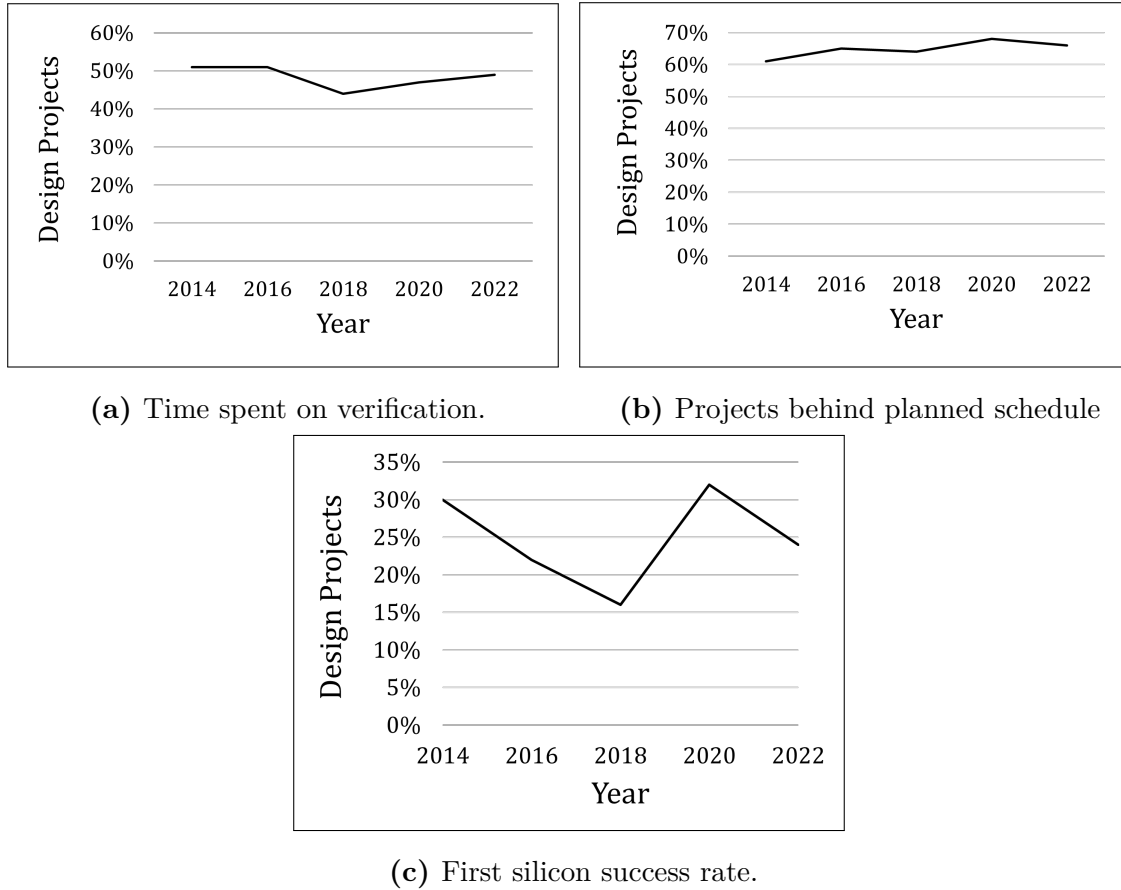 60%
50%
40%
30%
20%
10%
0%
Design Projects
2014 2016 2018 2020 2022
Year
(a) Time spent on verification.
70%
60%
50%
40%
30%
20%
10%
0%
Design Projects
2014 2016 2018 2020 2022
Year
(b) Projects behind planned schedule
35%
30%
25%
20%
15%
10%
5%
0%
Design Projects
2014 2016 2018 2020 2022
Year
(c) First silicon success rate.